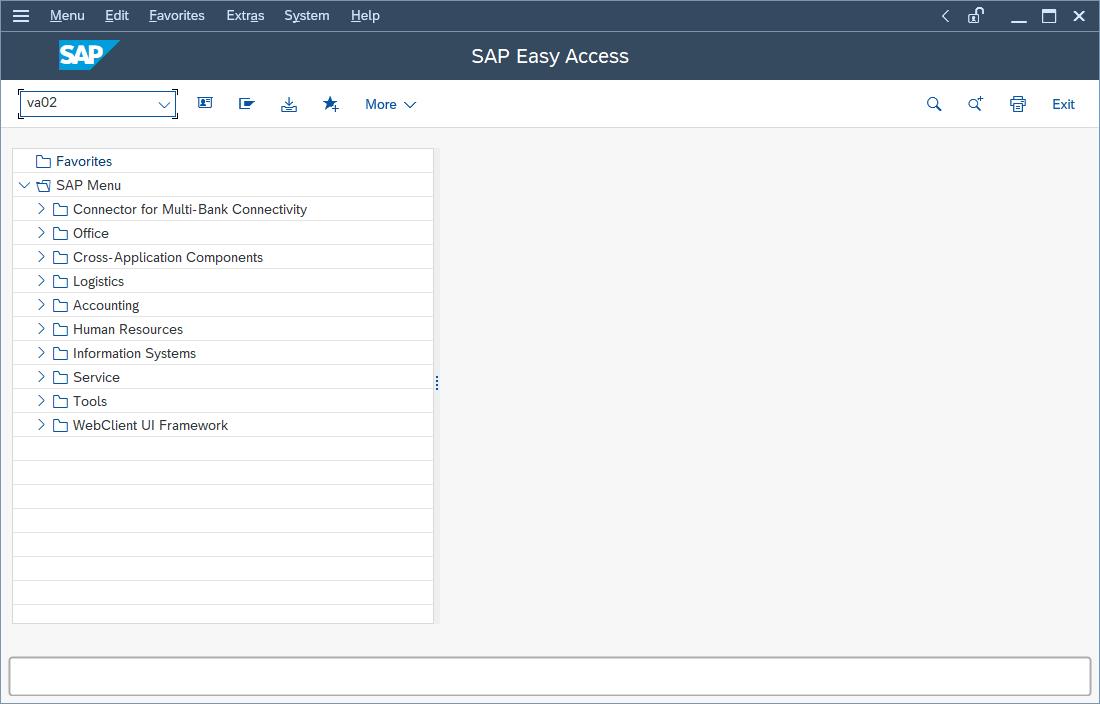 Menu Edit Favorites Extras System Help
SAP SAP Easy Access
va02 More Exit
Favorites
SAP Menu
Connector for Multi-Bank Connectivity
Office
Cross-Application Components
Logistics
Accounting
Human Resources
Information Systems
Service
Tools
WebClient UI Framework